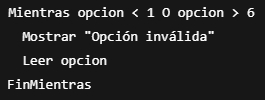 Mientras opcion < 1 O opcion > 6
Mostrar "Opción inválida"
Leer opcion
FinMientras